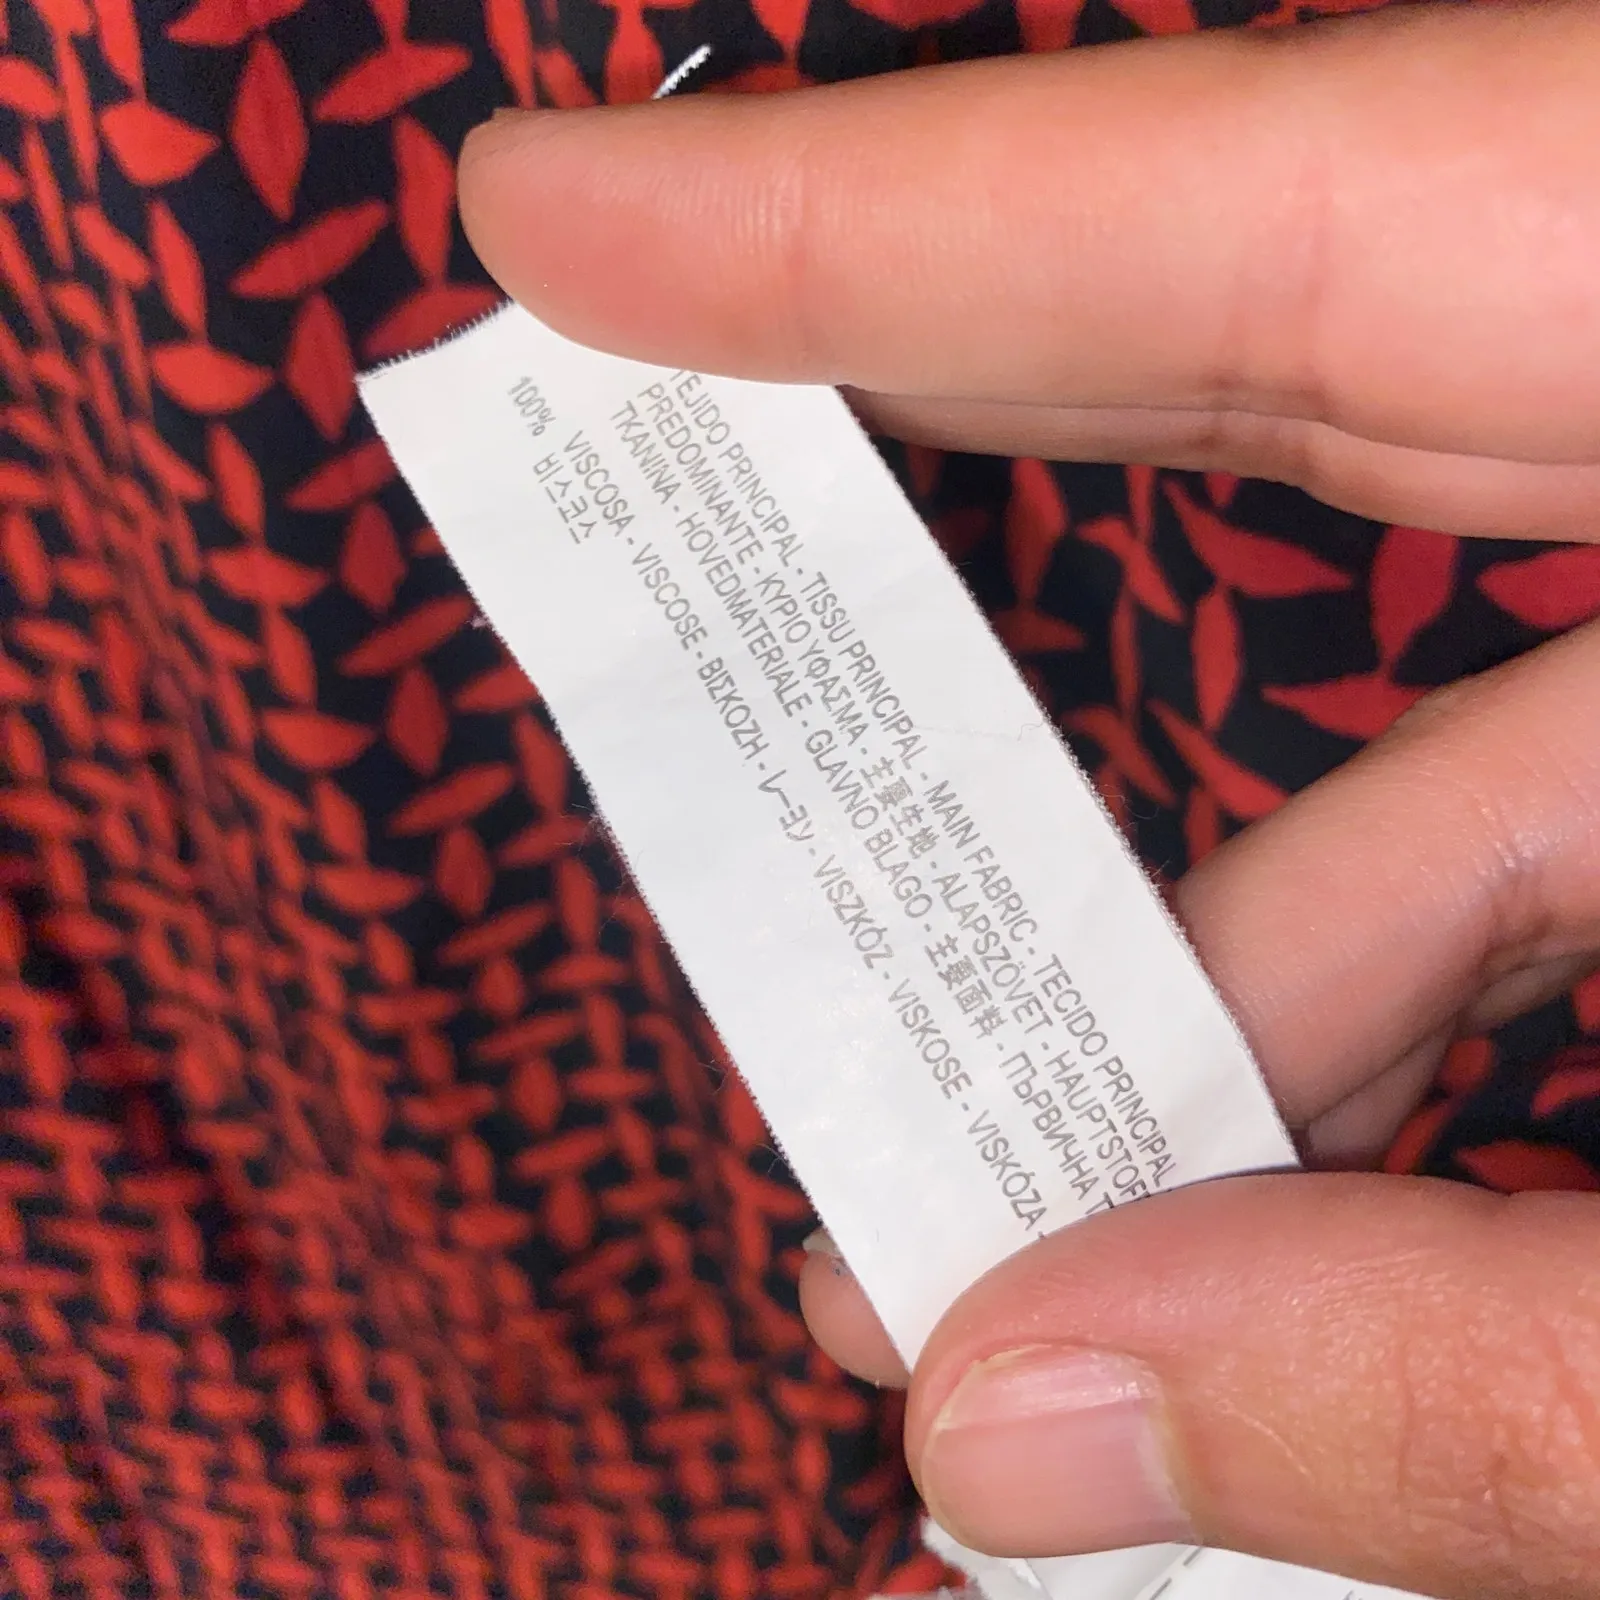 TEJIDO PRINCIPAL - TISSU PRINCIPAL - MAIN FABRIC - TECIDO PRINCIPAL
PREDOMINANTE - ΚΥΡΙΟ ΥΦΑΣΜΑ - 主要生地 - ALAPSZÖVET - HAUPTSTOFF
TKANINA - HOVEDMATERIALE - GLAVNO BLAGO - 主要面料 - ПЪРВИЧНА
100% VISCOSA - VISCOSE - ΒΙΣΚΟΖΗ - レーヨン - VISZKÓZ - VISKOSE - VISKÓZA -
비스코스